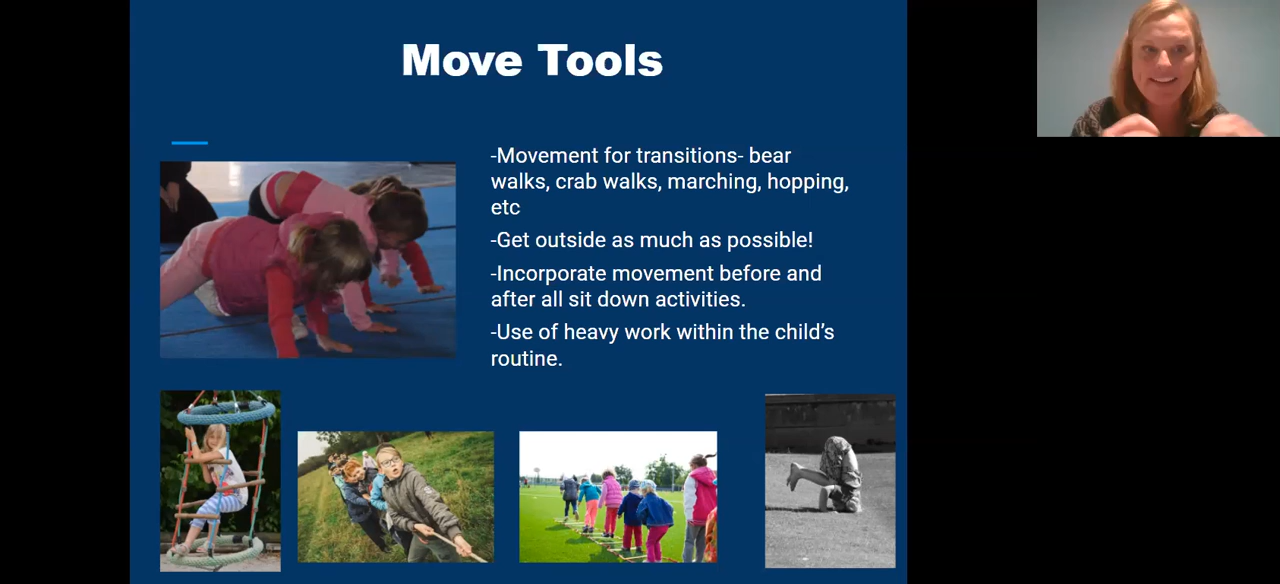 Move Tools
-Movement for transitions- bear
walks, crab walks, marching, hopping,
etc
-Get outside as much as possible!
-Incorporate movement before and
after all sit down activities.
-Use of heavy work within the child’s
routine.